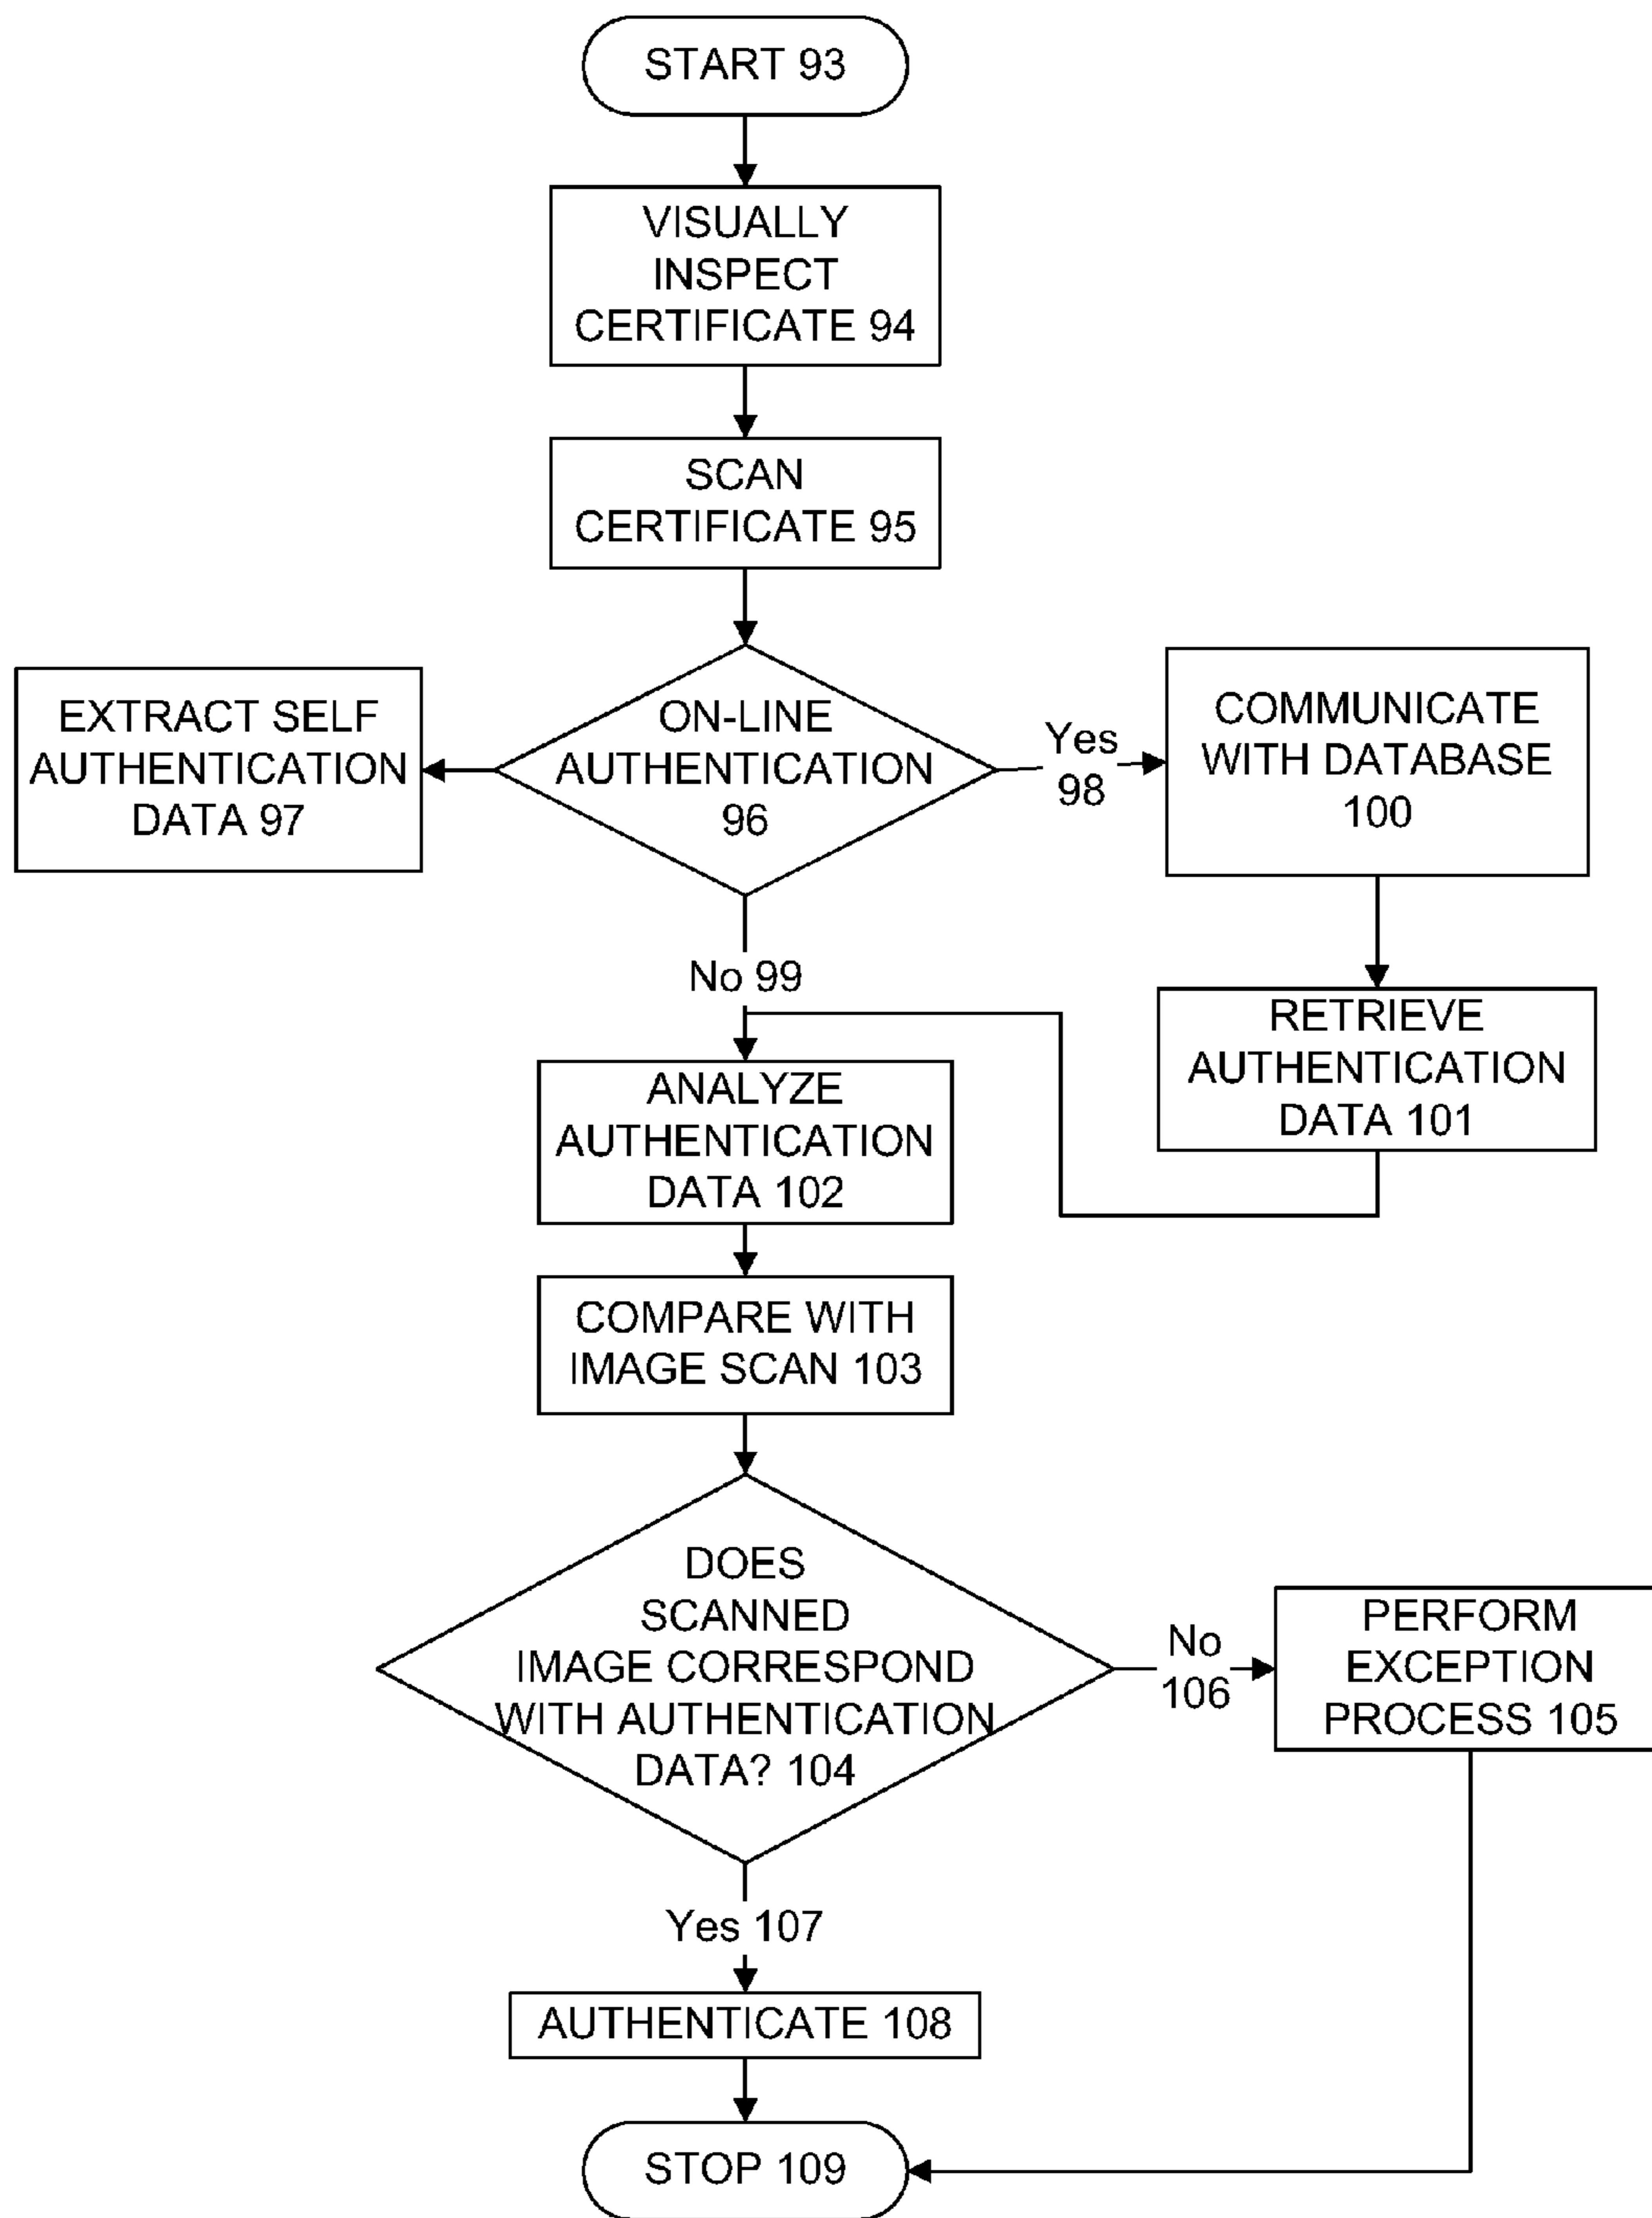 START 93
VISUALLY
INSPECT
CERTIFICATE 94
SCAN
CERTIFICATE 95
EXTRACT SELF
AUTHENTICATION
DATA 97
ON-LINE
AUTHENTICATION
96
Yes
98
COMMUNICATE
WITH DATABASE
100
No 99
RETRIEVE
AUTHENTICATION
DATA 101
ANALYZE
AUTHENTICATION
DATA 102
COMPARE WITH
IMAGE SCAN 103
DOES
SCANNED
IMAGE CORRESPOND
WITH AUTHENTICATION
DATA? 104
No
106
PERFORM
EXCEPTION
PROCESS 105
Yes 107
AUTHENTICATE 108
STOP 109